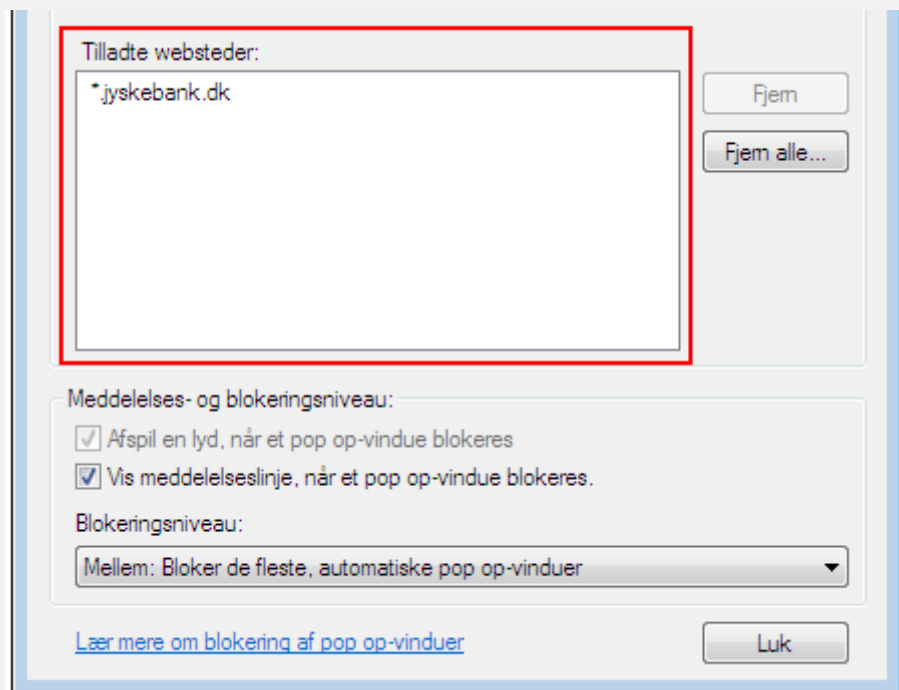 Tilladte websteder:
*.jyskebank.dk
Fjern
Fjern alle...
Meddelelses- og blokeringsniveau:
Afspil en lyd, når et pop op-vindue blokeres
Vis meddelelseslinje, når et pop op-vindue blokeres.
Blokeringsniveau:
Mellem: Bloker de fleste, automatiske pop op-vinduer
Lær mere om blokering af pop op-vinduer
Luk